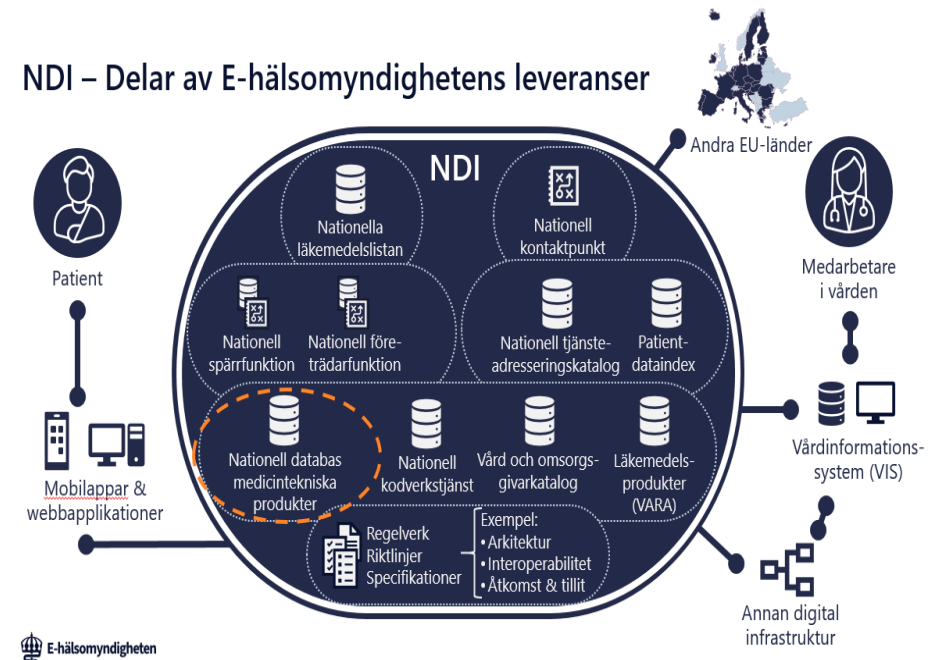 NDI – Delar av E-hälsomyndighetens leveranser
Andra EU-länder
NDI
Nationella
läkemedelslistan
Nationell
kontaktpunkt
Patient
Medarbetare
i vården
Nationell
spärrfunktion
Nationell före-
trädarfunktion
Nationell tjänste-
adresseringskatalog
Patient-
dataindex
Nationell databas
medicintekniska
produkter
Nationell
kodverkstjänst
Vård och omsorgs-
givarkatalog
Läkemedels-
produkter
(VARA)
Mobilappar &
webbapplikationer
Vårdinformations-
system (VIS)
Regelverk
Riktlinjer
Specifikationer
Exempel:
• Arkitektur
• Interoperabilitet
• Åtkomst & tillit
Annan digital
infrastruktur
E-hälsomyndigheten